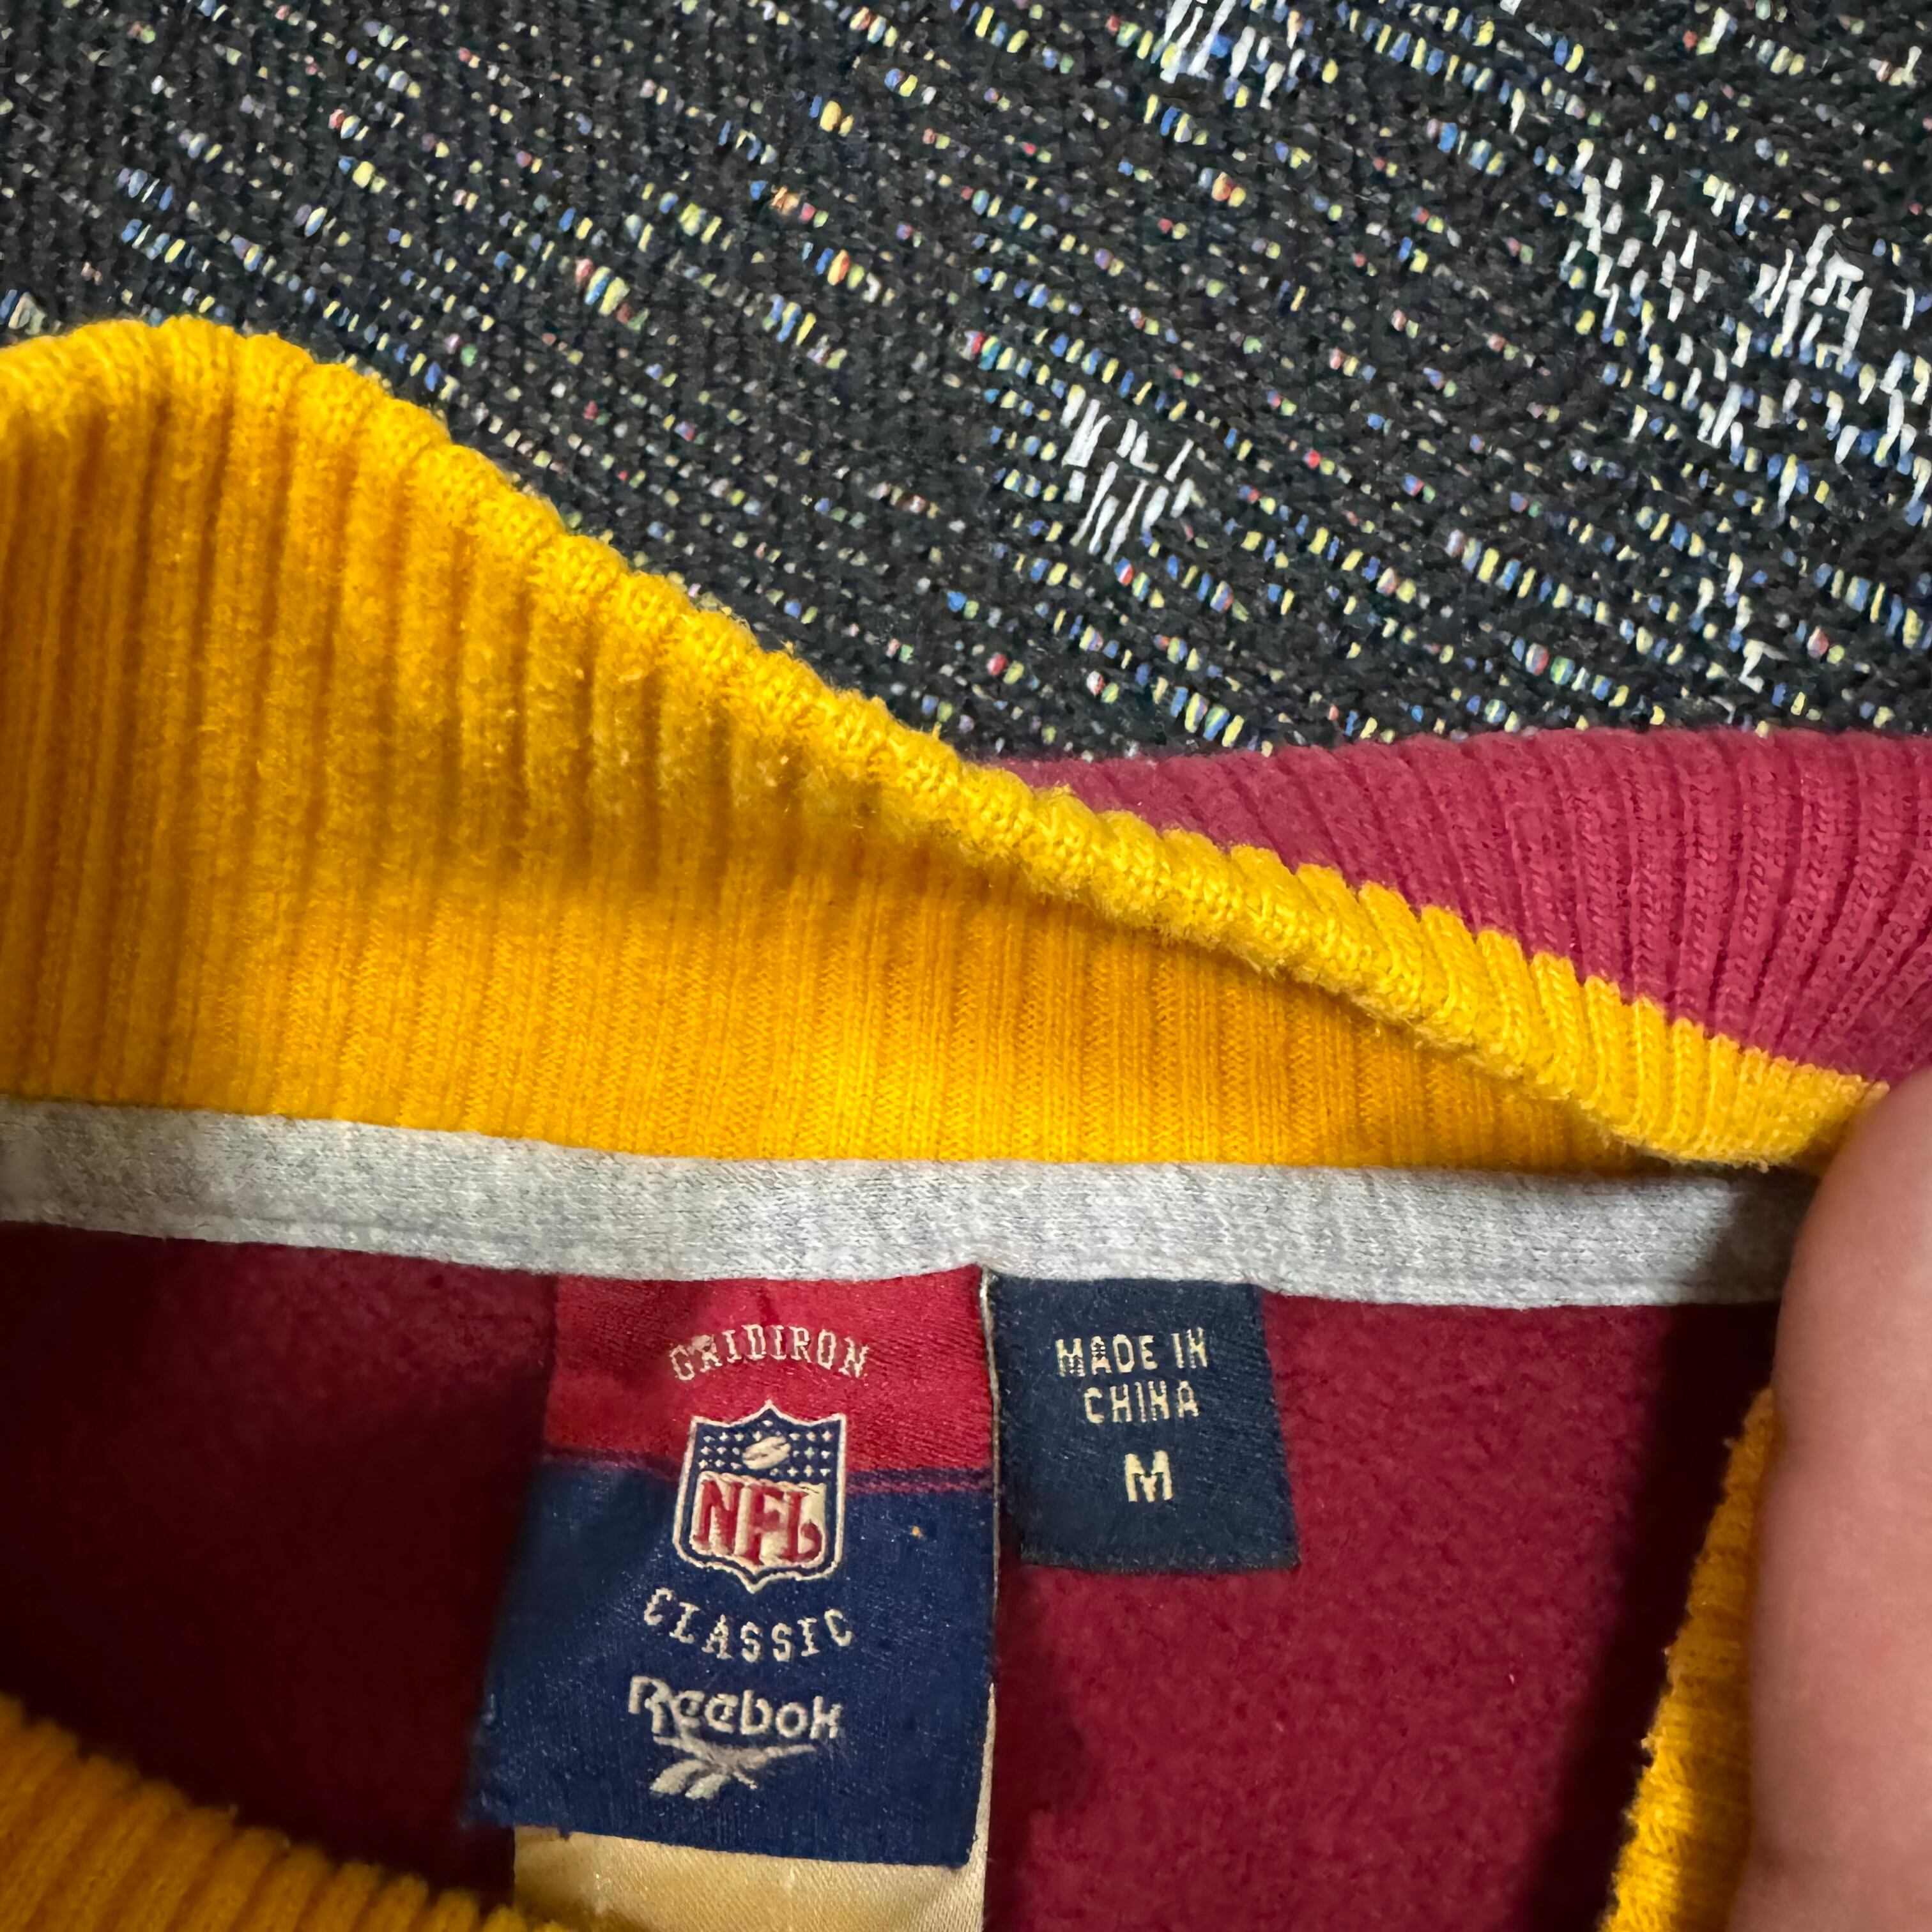 GRIDIRON
NFL
CLASSIC
Reebok
MADE IN
CHINA
M